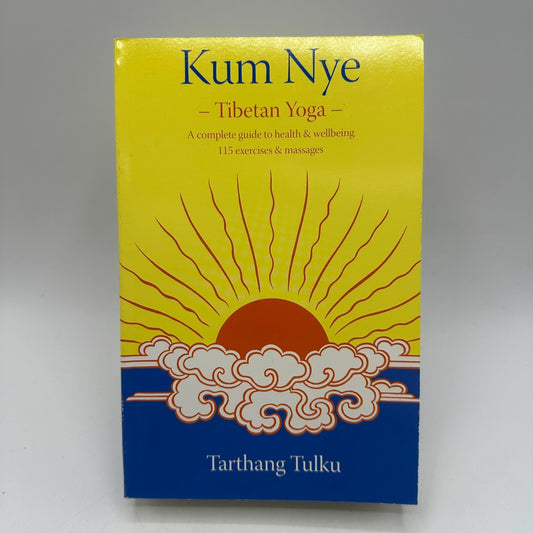 Kum Nye
– Tibetan Yoga –
A complete guide to health & wellbeing
115 exercises & massages
Tarthang Tulku